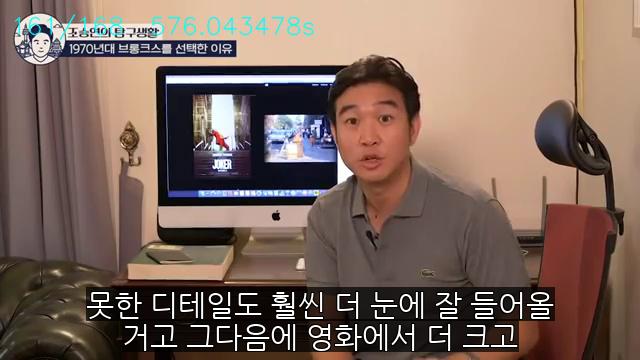 161/168, 576.04348s
조승연의 탐구생활
1970년대 브롱크스를 선택한 이유
JOKER
못한 디테일도 훨씬 더 눈에 잘 들어올
거고 그다음에 영화에서 더 크고